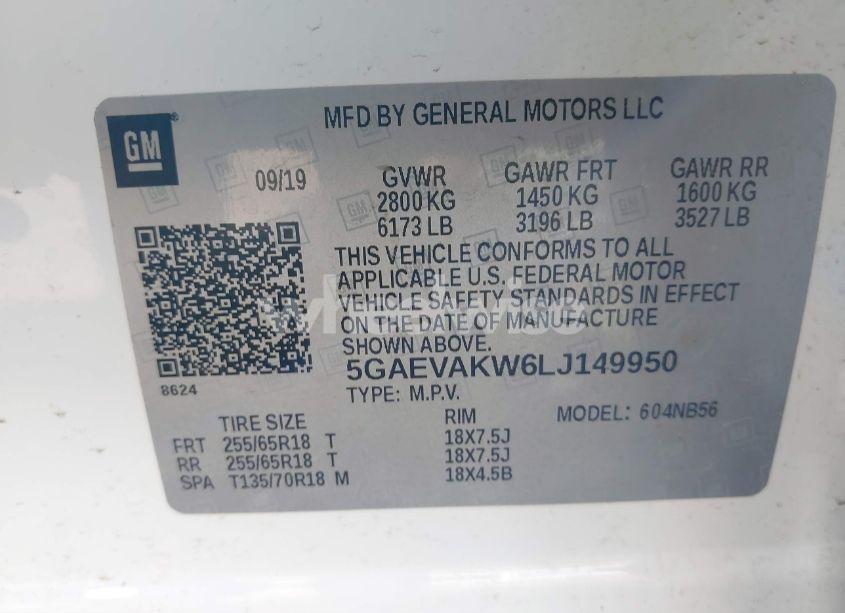 MFD BY GENERAL MOTORS LLC
GM
09/19
GVWR GAWR FRT GAWR RR
2800 KG 1450 KG 1600 KG
6173 LB 3196 LB 3527 LB
THIS VEHICLE CONFORMS TO ALL
APPLICABLE U.S. FEDERAL MOTOR
VEHICLE SAFETY STANDARDS IN EFFECT
ON THE DATE OF MANUFACTURE
SHOWN ABOVE.
5GAEVAKW6LJ149950
8624
TYPE: M.P.V.
MODEL: 604NB56
TIRE SIZE RIM
FRT 255/65R18 T 18X7.5J
RR 255/65R18 T 18X7.5J
SPA T135/70R18 M 18X4.5B